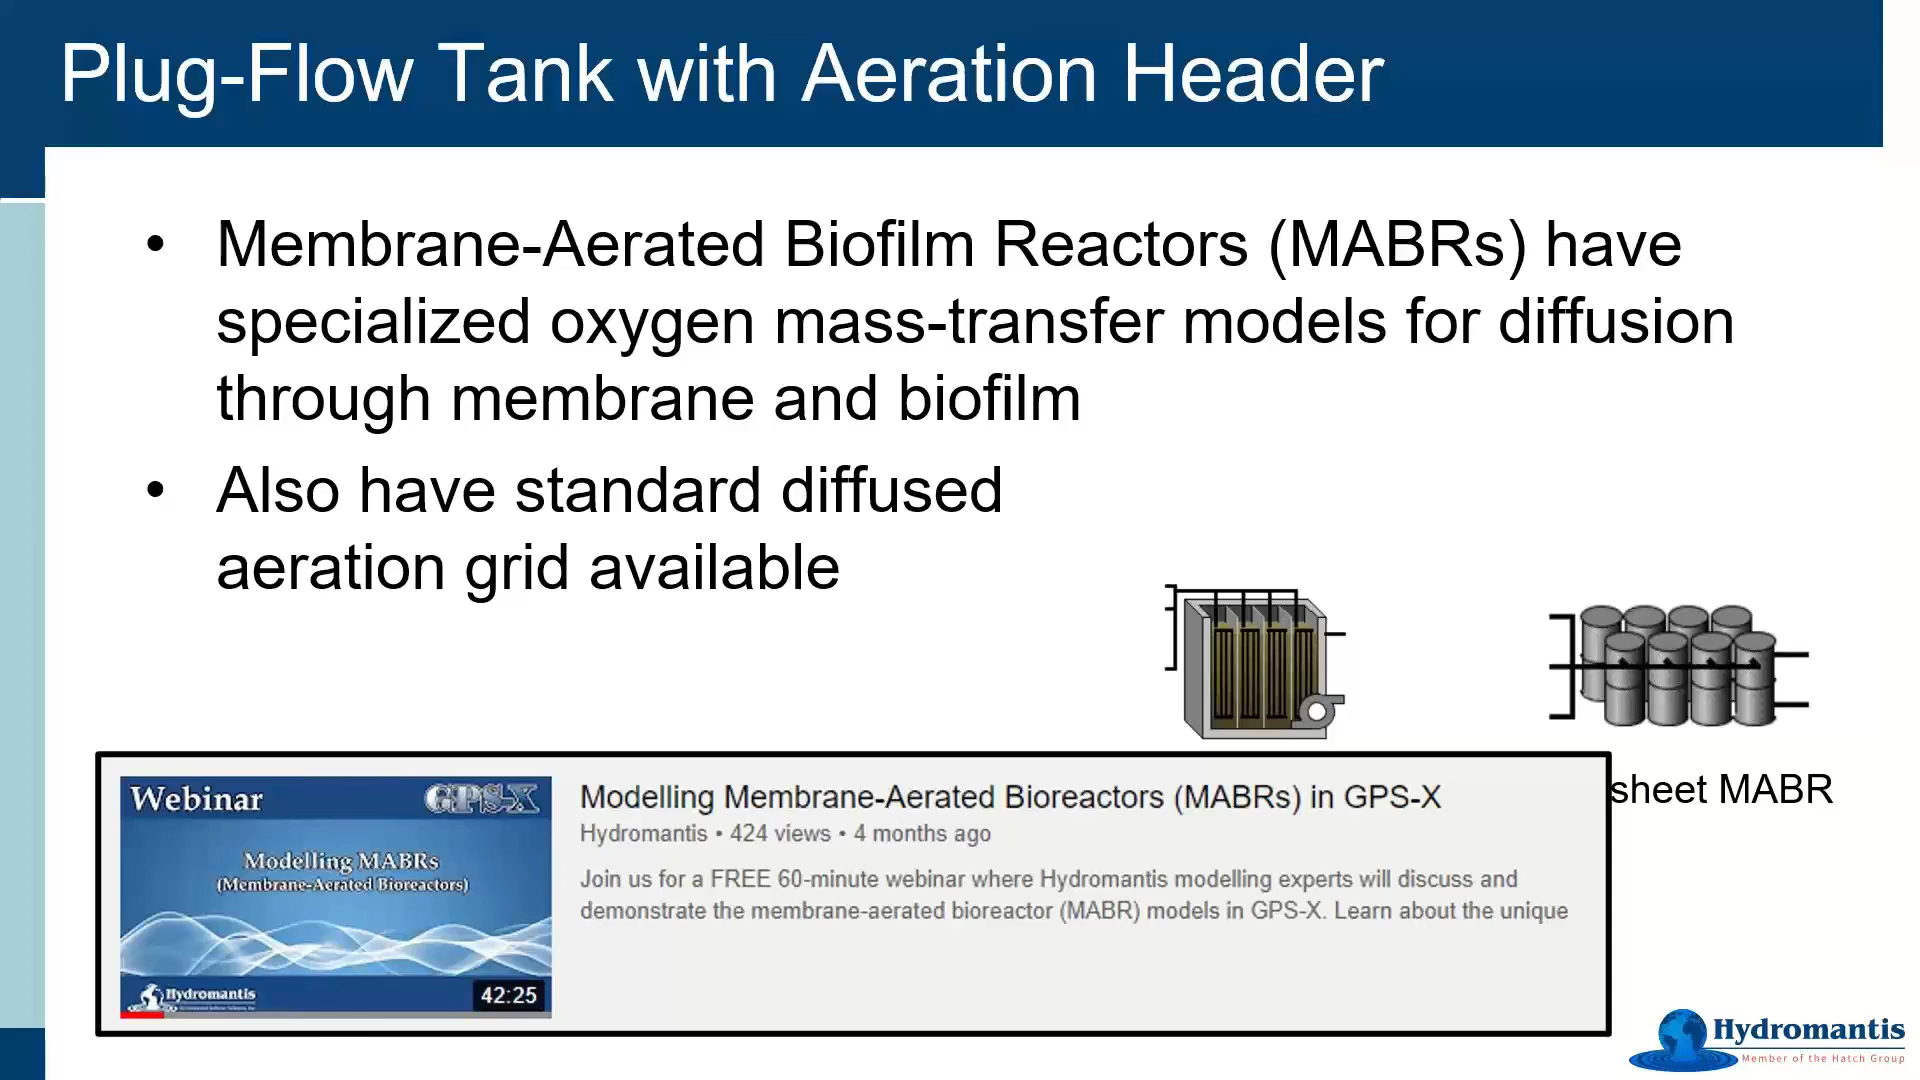 Plug-Flow Tank with Aeration Header
• Membrane-Aerated Biofilm Reactors (MABRs) have
specialized oxygen mass-transfer models for diffusion
through membrane and biofilm
• Also have standard diffused
aeration grid available
sheet MABR
Webinar GPS-X
Modelling MABRs
(Membrane-Aerated Bioreactors)
Hydromantis
42:25
Modelling Membrane-Aerated Bioreactors (MABRs) in GPS-X
Hydromantis • 424 views • 4 months ago
Join us for a FREE 60-minute webinar where Hydromantis modelling experts will discuss and
demonstrate the membrane-aerated bioreactor (MABR) models in GPS-X. Learn about the unique
Hydromantis
Member of the Hatch Group